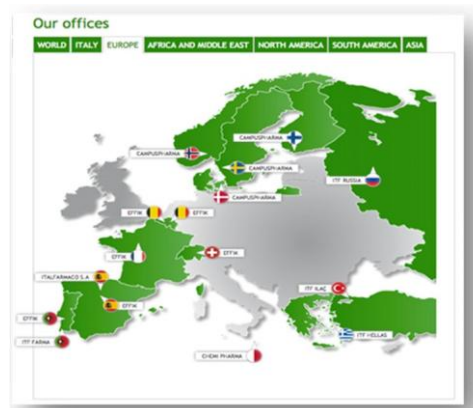 Our offices
WORLD ITALY EUROPE AFRICA AND MIDDLE EAST NORTH AMERICA SOUTH AMERICA ASIA
CAMPUSPHARMA
CAMPUSPHARMA
CAMPUSPHARMA
ITF RUSSIA
CAMPUSPHARMA
EFFIK
EFFIK
EFFIK
EFFIK
ITALFARMACO S.A
ITF ILAÇ
EFFIK
EFFIK
ITF HELLAS
ITF FARMA
CHEMI PHARMA